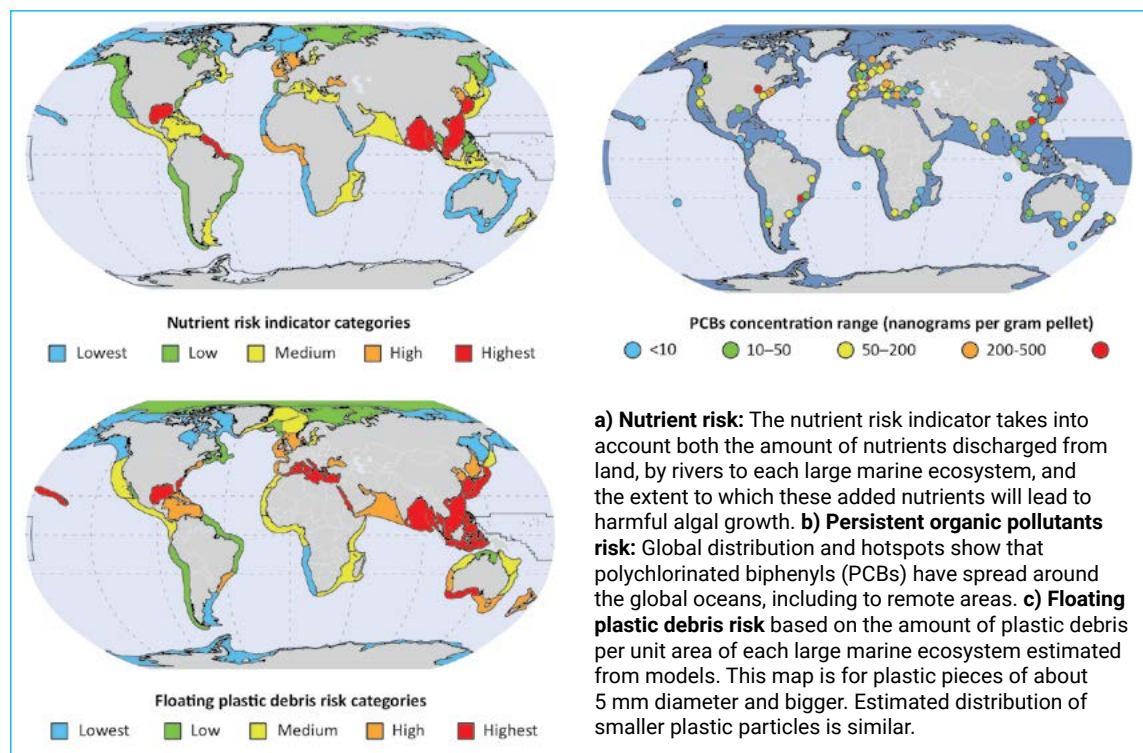 Nutrient risk indicator categories
Lowest Low Medium High Highest
PCBs concentration range (nanograms per gram pellet)
<10 10–50 50–200 200-500
Floating plastic debris risk categories
Lowest Low Medium High Highest
a) Nutrient risk: The nutrient risk indicator takes into
account both the amount of nutrients discharged from
land, by rivers to each large marine ecosystem, and
the extent to which these added nutrients will lead to
harmful algal growth. b) Persistent organic pollutants
risk: Global distribution and hotspots show that
polychlorinated biphenyls (PCBs) have spread around
the global oceans, including to remote areas. c) Floating
plastic debris risk based on the amount of plastic debris
per unit area of each large marine ecosystem estimated
from models. This map is for plastic pieces of about
5 mm diameter and bigger. Estimated distribution of
smaller plastic particles is similar.